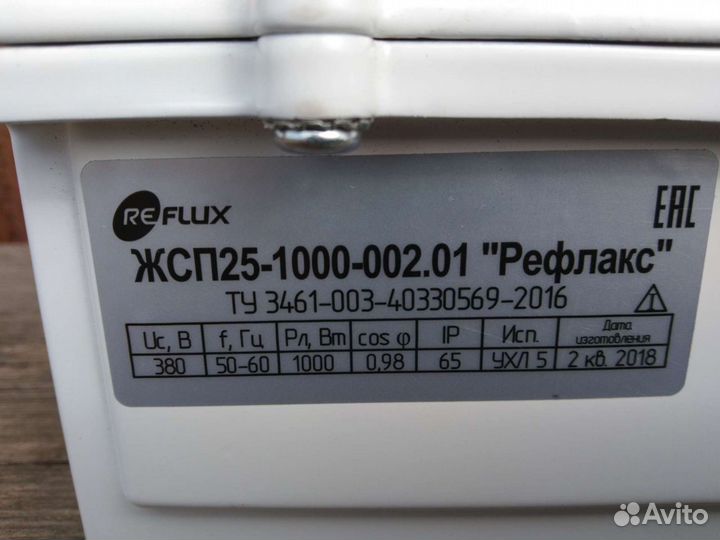 REFLUX
EAC
ЖСП25-1000-002.01 "Рефлакс"
ТУ 3461-003-40330569-2016
Uc, В f, Гц Рл, Вт cos φ IP Исп. Дата изготовления
380 50-60 1000 0,98 65 УХЛ 5 2 кв. 2018
Avito